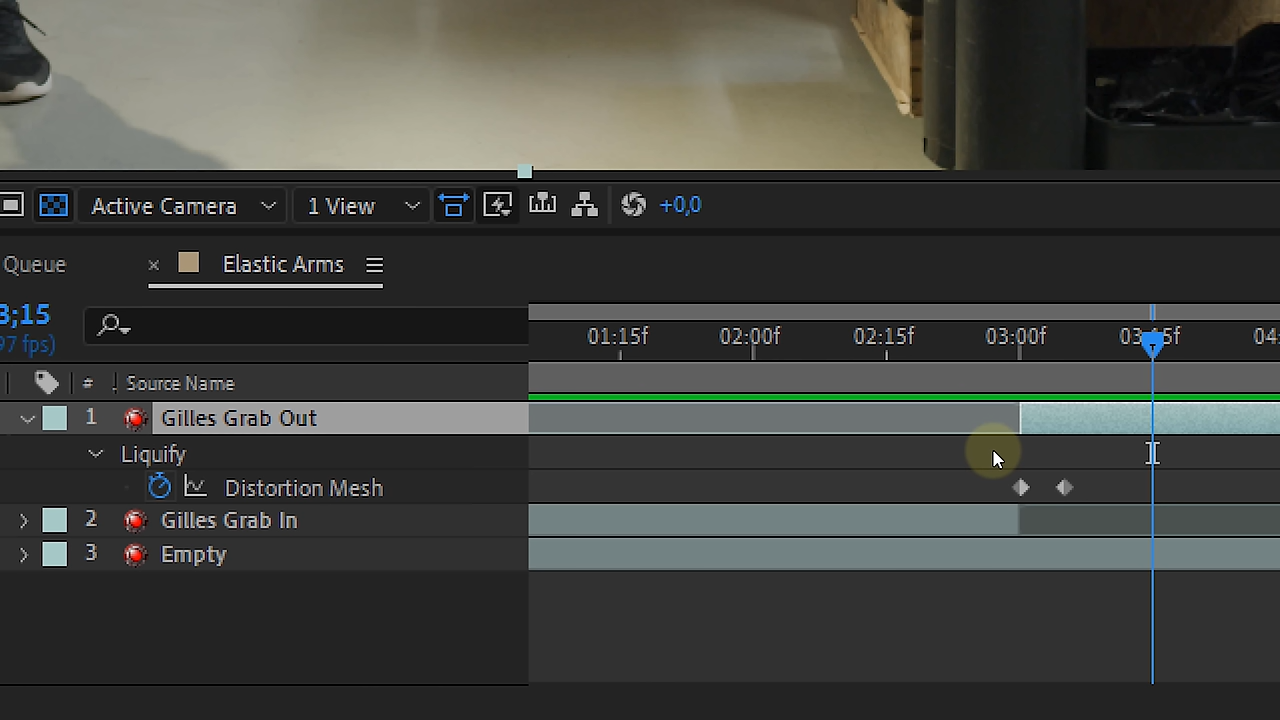 Active Camera 1 View +0,0
Queue × Elastic Arms
3;15
97 fps)
01:15f 02:00f 02:15f 03:00f 04:
# Source Name
1 Gilles Grab Out
Liquify
Distortion Mesh
2 Gilles Grab In
3 Empty